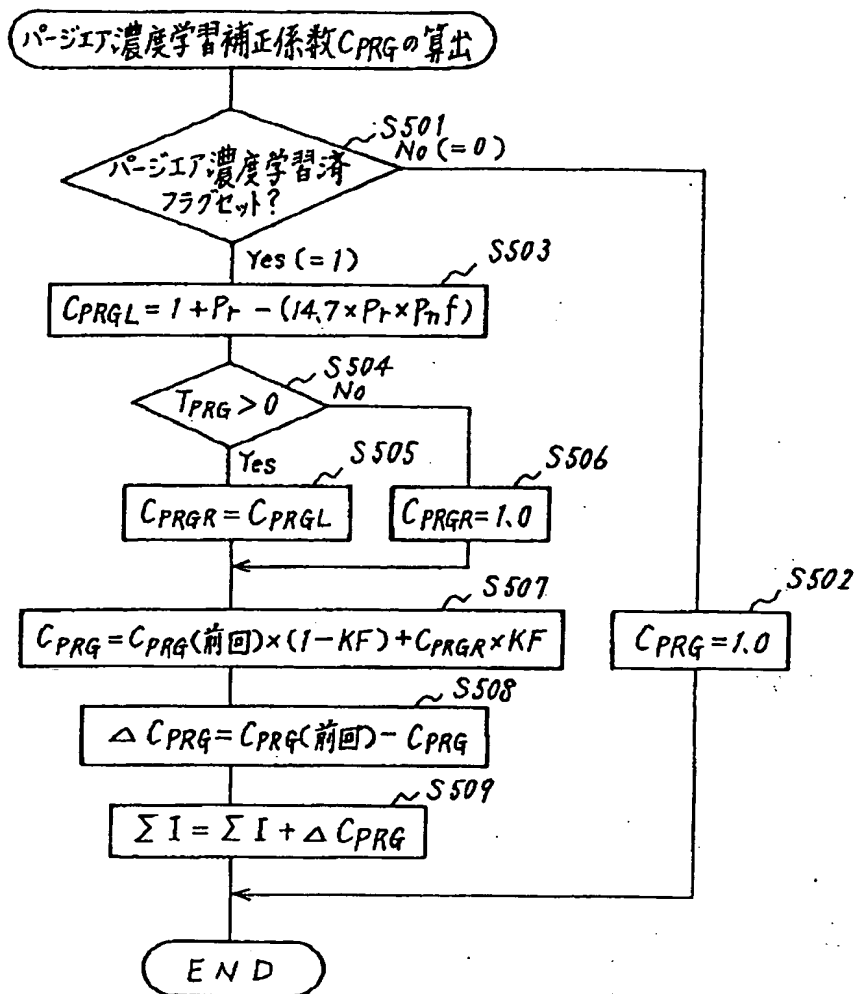 パージエア濃度学習補正係数CPRGの算出
S501
No (=0)
パージエア濃度学習済
フラグセット?
Yes (=1)
S503
CPRGL = 1 + Pr - (14.7 × Pr × Pnf)
S504
TPRG > 0
No
Yes
S505
CPRGR = CPRGL
S506
CPRGR = 1.0
S507
CPRG = CPRG(前回) × (1 - KF) + CPRGR × KF
S502
CPRG = 1.0
S508
△ CPRG = CPRG(前回) - CPRG
S509
Σ I = Σ I + △ CPRG
END